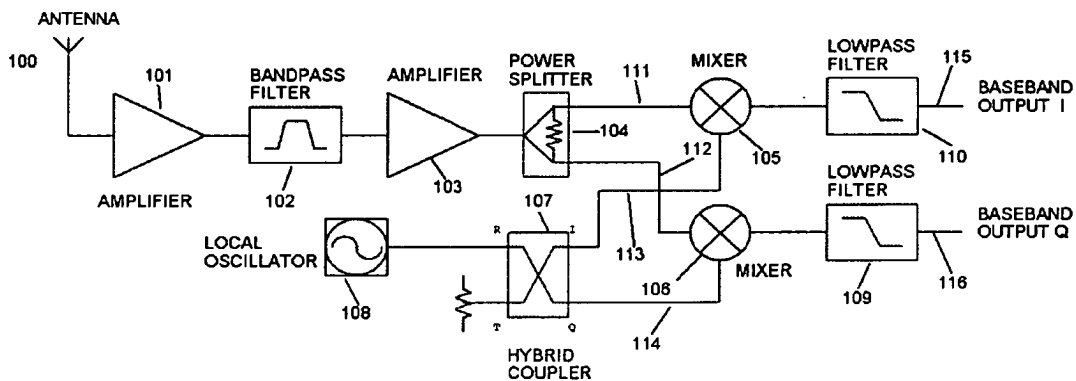 ANTENNA
100
101
BANDPASS
FILTER
AMPLIFIER
POWER
SPLITTER
111
MIXER
LOWPASS
FILTER
115
BASEBAND
OUTPUT I
104
112
105
110
AMPLIFIER
102
103
107
113
LOWPASS
FILTER
BASEBAND
OUTPUT Q
LOCAL
OSCILLATOR
R
I
106
MIXER
109
116
108
T
Q
114
HYBRID
COUPLER